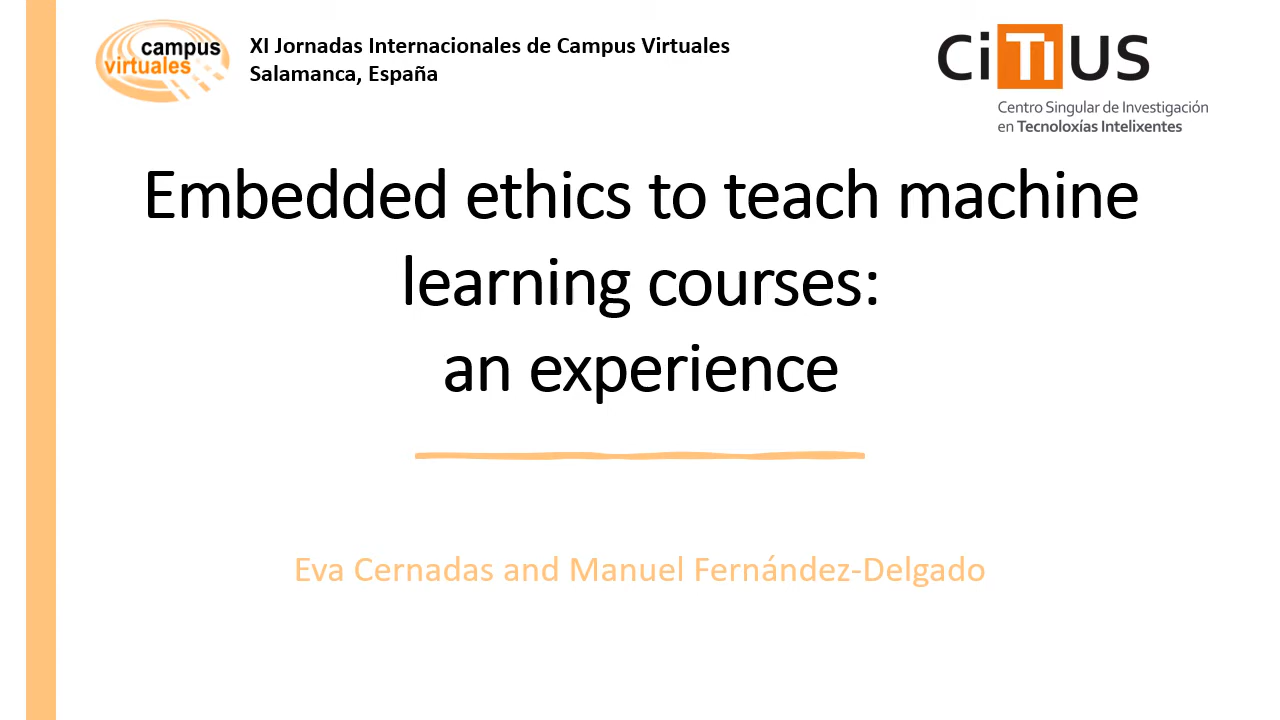 campus
virtuales
XI Jornadas Internacionales de Campus Virtuales
Salamanca, España
CiTIUS
Centro Singular de Investigación
en Tecnoloxías Intelixentes
Embedded ethics to teach machine
learning courses:
an experience
Eva Cernadas and Manuel Fernández-Delgado